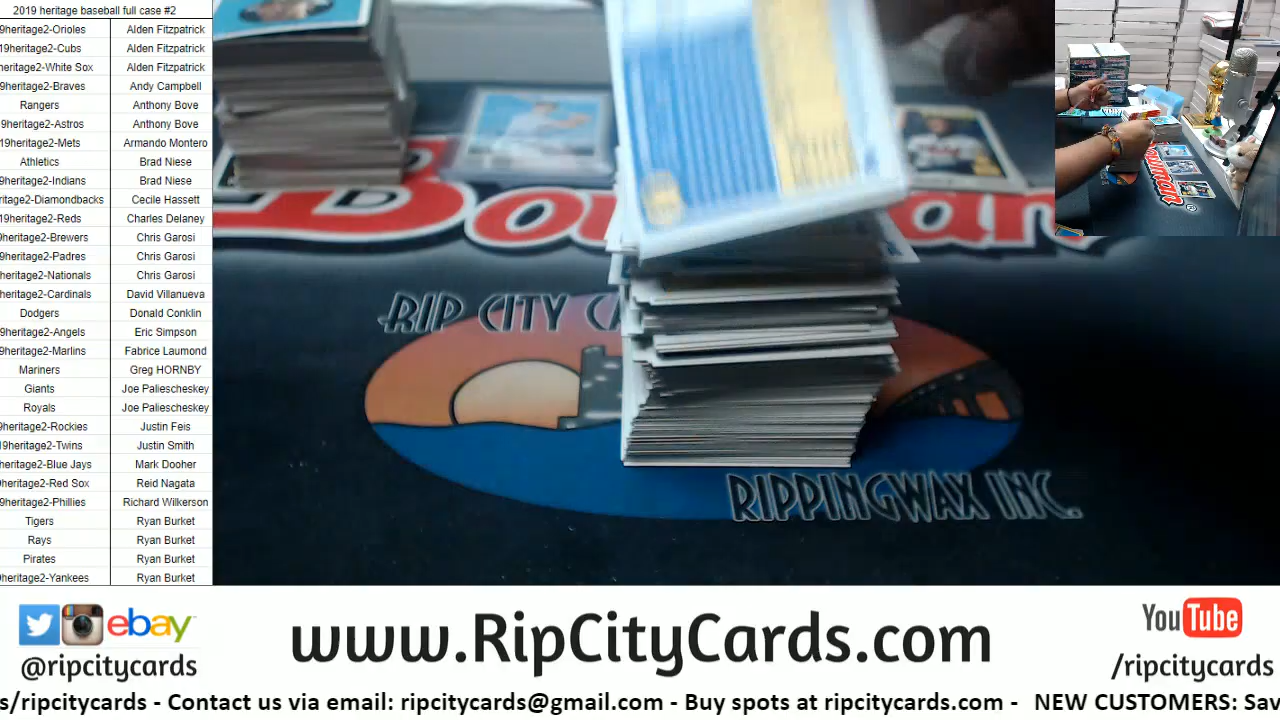 2019 heritage baseball full case #2
9heritage2-Orioles Alden Fitzpatrick
19heritage2-Cubs Alden Fitzpatrick
heritage2-White Sox Alden Fitzpatrick
9heritage2-Braves Andy Campbell
Rangers Anthony Bove
9heritage2-Astros Anthony Bove
19heritage2-Mets Armando Montero
Athletics Brad Niese
9heritage2-Indians Brad Niese
ritage2-Diamondbacks Cecile Hassett
19heritage2-Reds Charles Delaney
9heritage2-Brewers Chris Garosi
9heritage2-Padres Chris Garosi
heritage2-Nationals Chris Garosi
heritage2-Cardinals David Villanueva
Dodgers Donald Conklin
9heritage2-Angels Eric Simpson
9heritage2-Marlins Fabrice Laumond
Mariners Greg HORNBY
Giants Joe Paliescheskey
Royals Joe Paliescheskey
9heritage2-Rockies Justin Feis
19heritage2-Twins Justin Smith
heritage2-Blue Jays Mark Dooher
9heritage2-Red Sox Reid Nagata
9heritage2-Phillies Richard Wilkerson
Tigers Ryan Burket
Rays Ryan Burket
Pirates Ryan Burket
9heritage2-Yankees Ryan Burket
RIP CITY
RIPPINGWAX INC.
Bowman
ebay
@ripcitycards
www.RipCityCards.com
YouTube
/ripcitycards
s/ripcitycards - Contact us via email: ripcitycards@gmail.com - Buy spots at ripcitycards.com - NEW CUSTOMERS: Sav